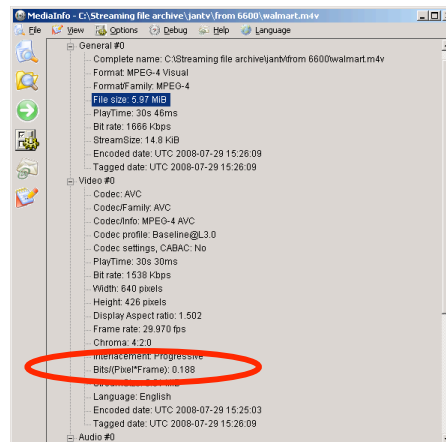 MediaInfo - C:\Streaming file archive\jantv\from 6600\walmart.m4v
File View Options Debug Help Language
General #0
Complete name: C:\Streaming file archive\jantv\from 6600\walmart.m4v
Format: MPEG-4 Visual
Format/Family: MPEG-4
File size: 5.97 MiB
PlayTime: 30s 46ms
Bit rate: 1666 Kbps
StreamSize: 14.8 KiB
Encoded date: UTC 2008-07-29 15:26:09
Tagged date: UTC 2008-07-29 15:26:09
Video #0
Codec: AVC
Codec/Family: AVC
Codec/Info: MPEG-4 AVC
Codec profile: Baseline@L3.0
Codec settings, CABAC: No
PlayTime: 30s 30ms
Bit rate: 1538 Kbps
Width: 640 pixels
Height: 426 pixels
Display Aspect ratio: 1.502
Frame rate: 29.970 fps
Chroma: 4:2:0
Interlacement: Progressive
Bits/(Pixel*Frame): 0.188
Language: English
Encoded date: UTC 2008-07-29 15:25:03
Tagged date: UTC 2008-07-29 15:26:09
Audio #0